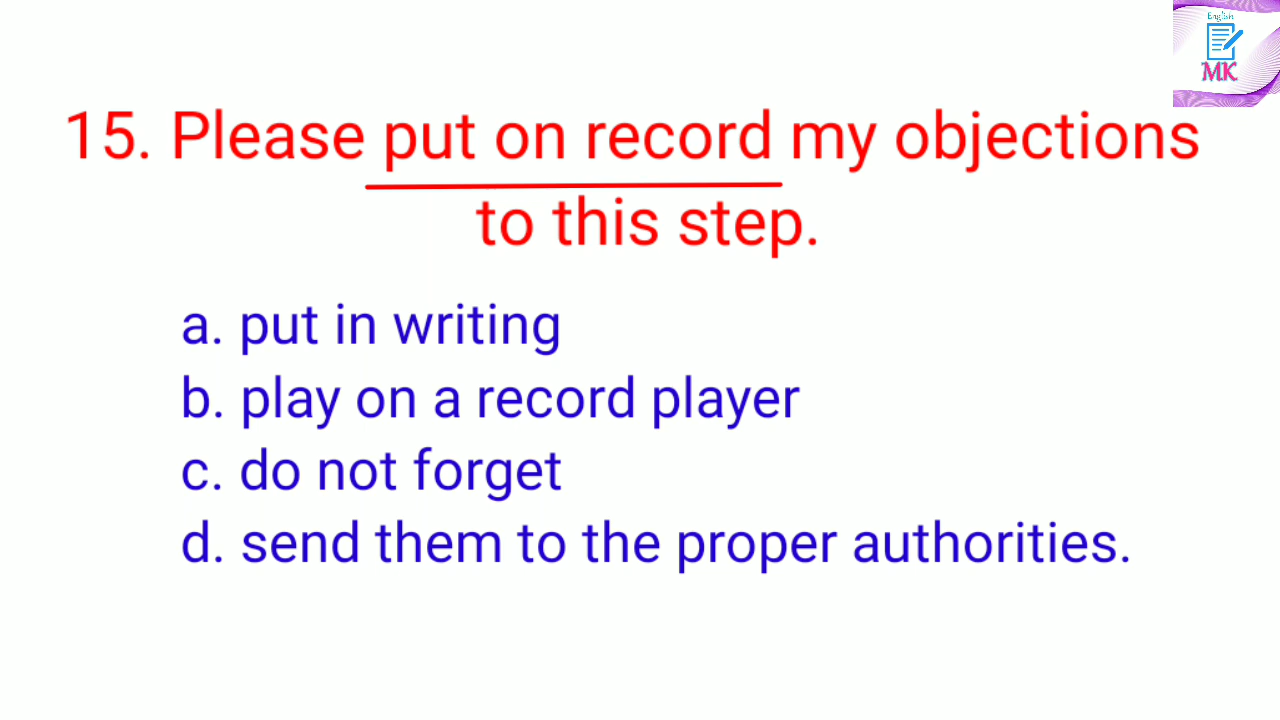 English
MK
15. Please put on record my objections
to this step.
a. put in writing
b. play on a record player
c. do not forget
d. send them to the proper authorities.